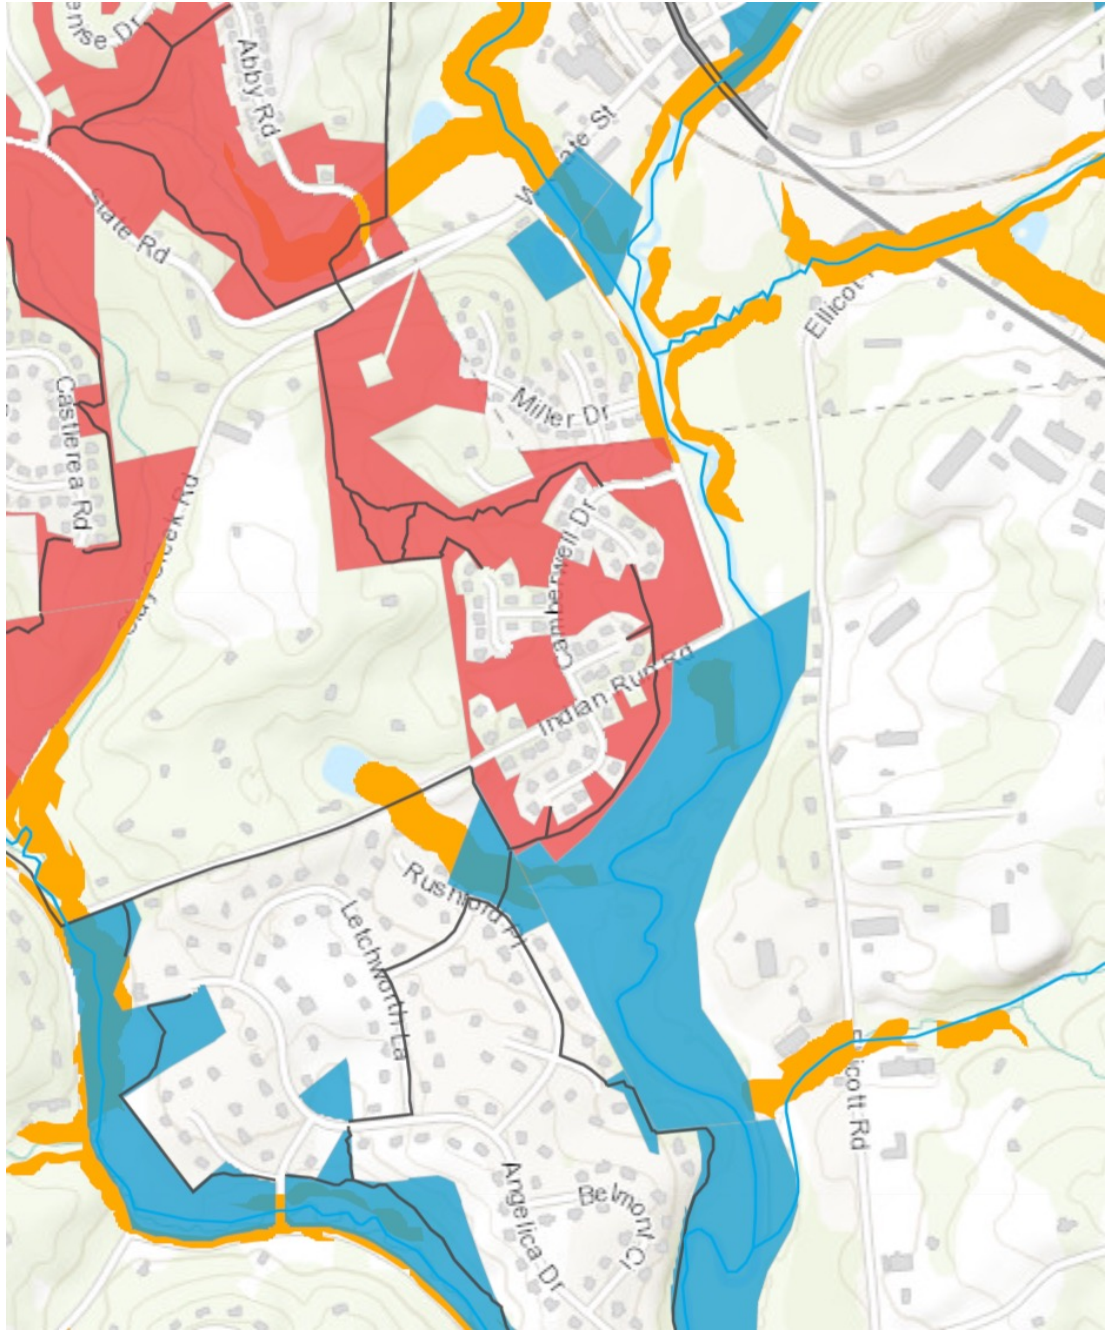 Abby Rd
State Rd
Ellicott
Miller Dr
Castlerea Rd
Camberwell Dr
Indian Run Rd
Rushford Pl
Letchworth La
Ellicott Rd
Angelica Dr
Belmont Ct